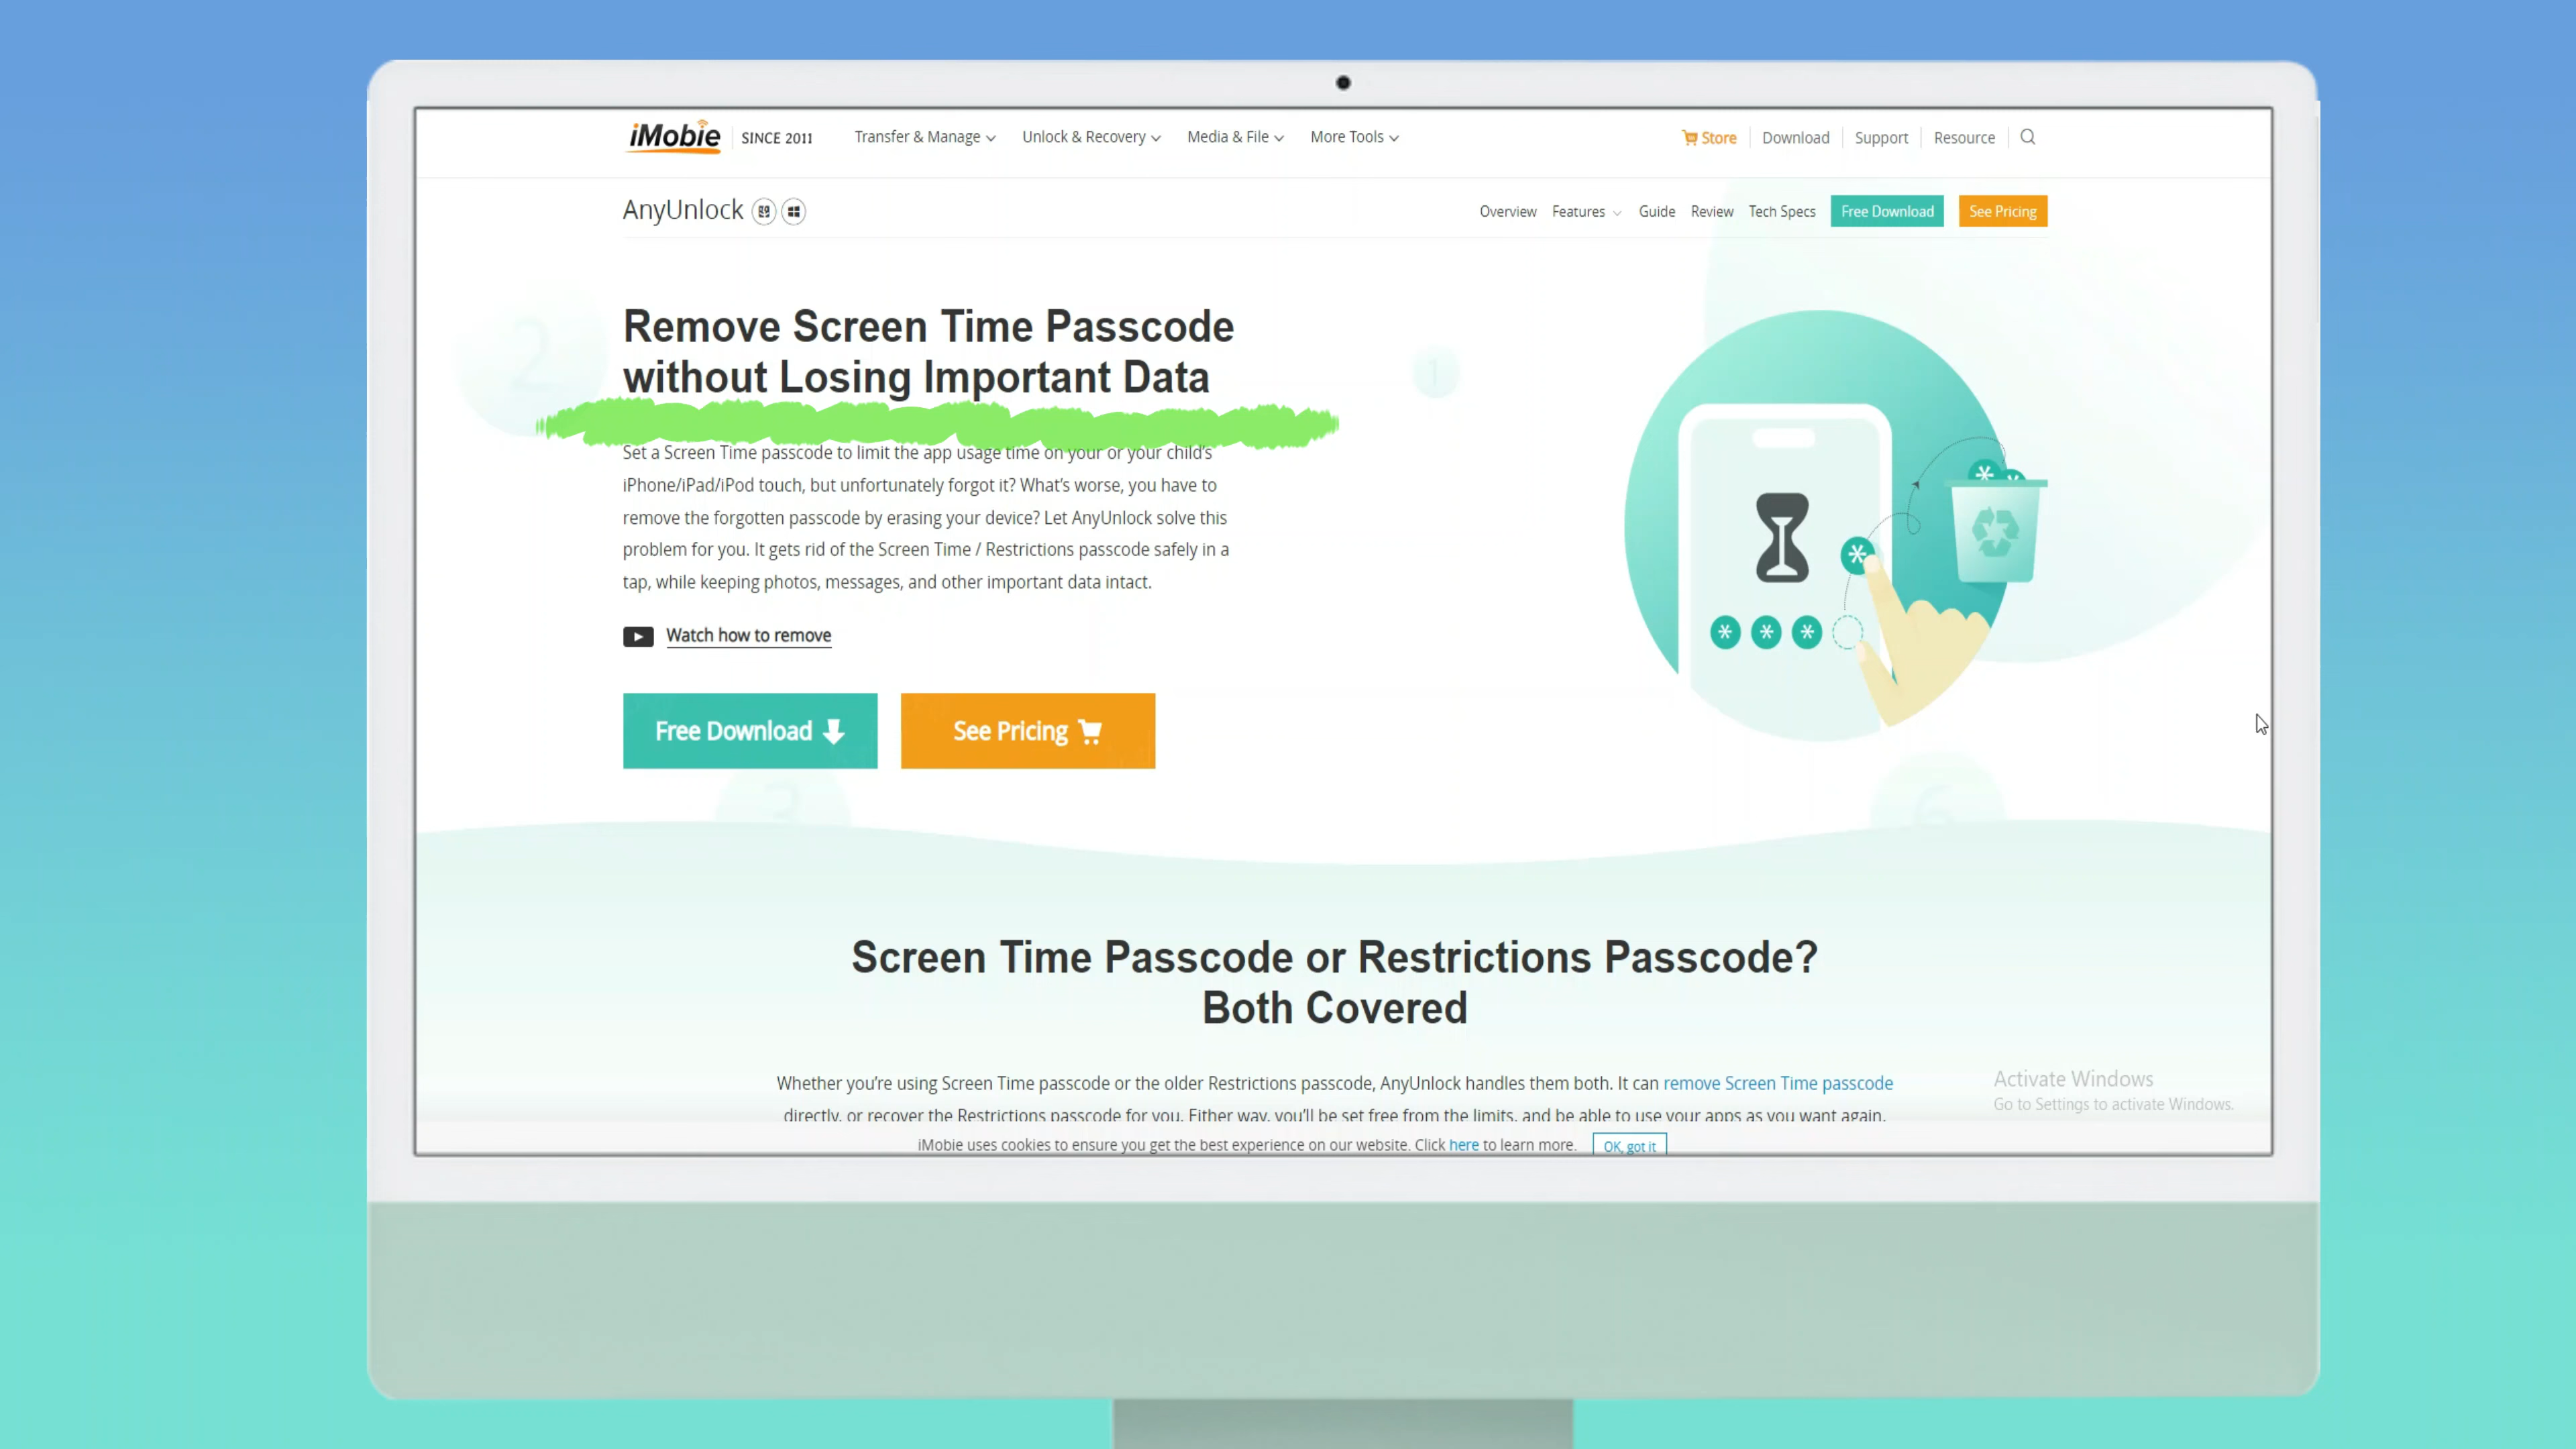 iMobie SINCE 2011 Transfer & Manage Unlock & Recovery Media & File More Tools Store Download Support Resource
AnyUnlock Overview Features Guide Review Tech Specs Free Download See Pricing
Remove Screen Time Passcode
without Losing Important Data
Set a Screen Time passcode to limit the app usage time on your or your child's
iPhone/iPad/iPod touch, but unfortunately forgot it? What's worse, you have to
remove the forgotten passcode by erasing your device? Let AnyUnlock solve this
problem for you. It gets rid of the Screen Time / Restrictions passcode safely in a
tap, while keeping photos, messages, and other important data intact.
Watch how to remove
Free Download See Pricing
2
1
3
6
Screen Time Passcode or Restrictions Passcode?
Both Covered
Whether you're using Screen Time passcode or the older Restrictions passcode, AnyUnlock handles them both. It can remove Screen Time passcode
directly, or recover the Restrictions passcode for you. Either way, you'll be set free from the limits, and be able to use your apps as you want again.
Activate Windows
Go to Settings to activate Windows.
iMobie uses cookies to ensure you get the best experience on our website. Click here to learn more. OK, got it